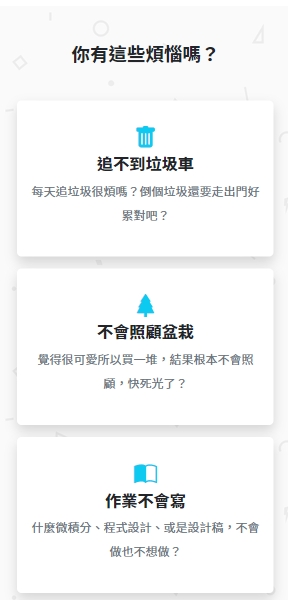 你有這些煩惱嗎？
追不到垃圾車
每天追垃圾很煩嗎？倒個垃圾還要走出門好
累對吧？
不會照顧盆栽
覺得很可愛所以買一堆，結果根本不會照
顧，快死光了？
作業不會寫
什麼微積分、程式設計、或是設計稿，不會
做也不想做？